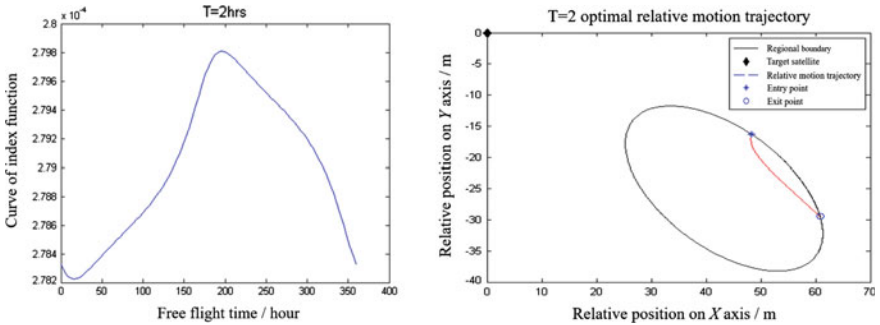 T=2hrs
2.8 ×10⁻⁴
2.798
2.796
2.794
2.792
2.79
2.788
2.786
2.784
2.782
0 50 100 150 200 250 300 350 400
Curve of index function
Free flight time / hour
T=2 optimal relative motion trajectory
0
-5
-10
-15
-20
-25
-30
-35
-40
0 10 20 30 40 50 60 70
Relative position on Y axis / m
Relative position on X axis / m
Regional boundary
Target satellite
Relative motion trajectory
Entry point
Exit point